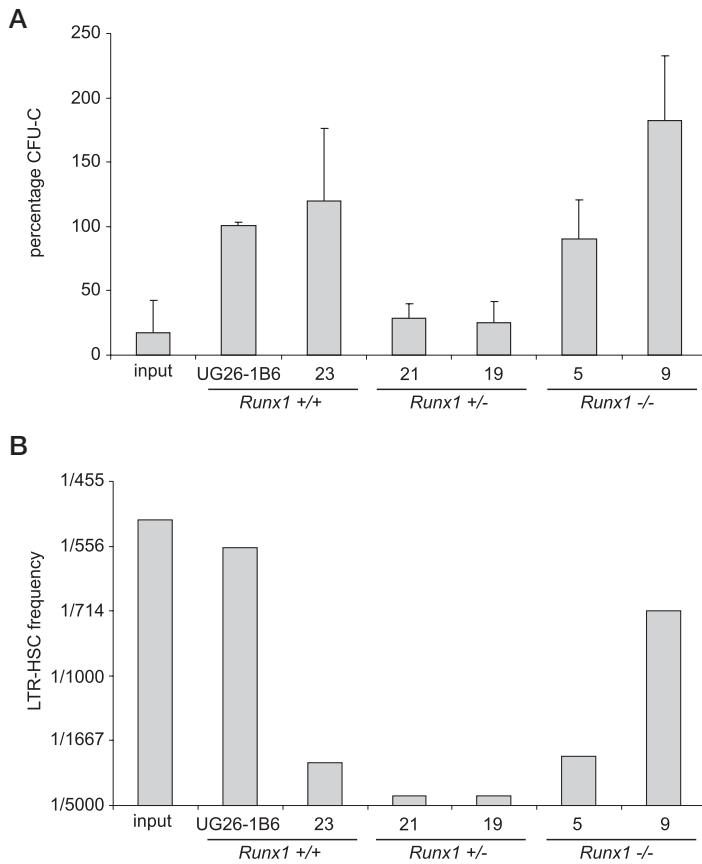 A
250
200
150
100
50
0
percentage CFU-C
input UG26-1B6 23 21 19 5 9
Runx1 +/+ Runx1 +/- Runx1 -/-
B
1/455
1/556
1/714
1/1000
1/1667
1/5000
LTR-HSC frequency
input UG26-1B6 23 21 19 5 9
Runx1 +/+ Runx1 +/- Runx1 -/-